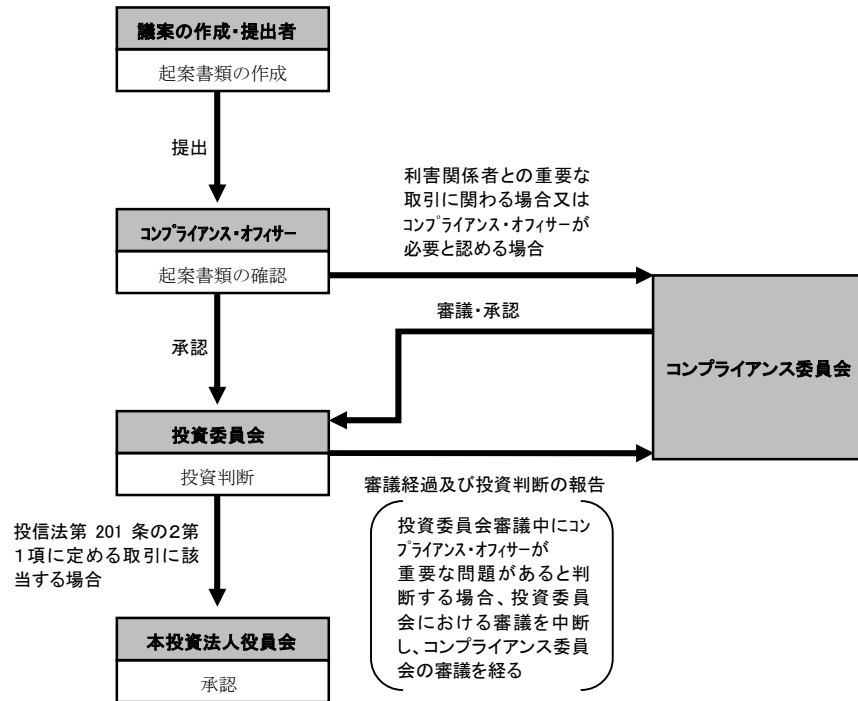 議案の作成・提出者
起案書類の作成
提出
利害関係者との重要な
取引に関わる場合又は
コンプライアンス・オフィサーが
必要と認める場合
コンプライアンス・オフィサー
起案書類の確認
審議・承認
承認
コンプライアンス委員会
投資委員会
投資判断
審議経過及び投資判断の報告
投信法第 201 条の2第
1項に定める取引に該
当する場合
投資委員会審議中にコン
プライアンス・オフィサーが
重要な問題があると判
断する場合、投資委員
会における審議を中断
し、コンプライアンス委員
会の審議を経る
本投資法人役員会
承認